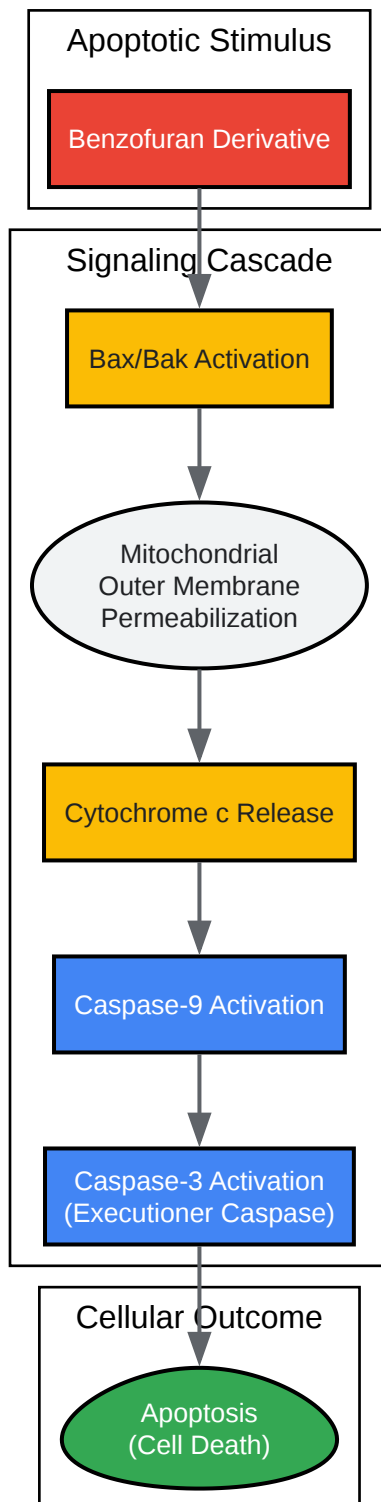 Apoptotic Stimulus
Benzofuran Derivative
Signaling Cascade
Bax/Bak Activation
Mitochondrial
Outer Membrane
Permeabilization
Cytochrome c Release
Caspase-9 Activation
Caspase-3 Activation
(Executioner Caspase)
Cellular Outcome
Apoptosis
(Cell Death)